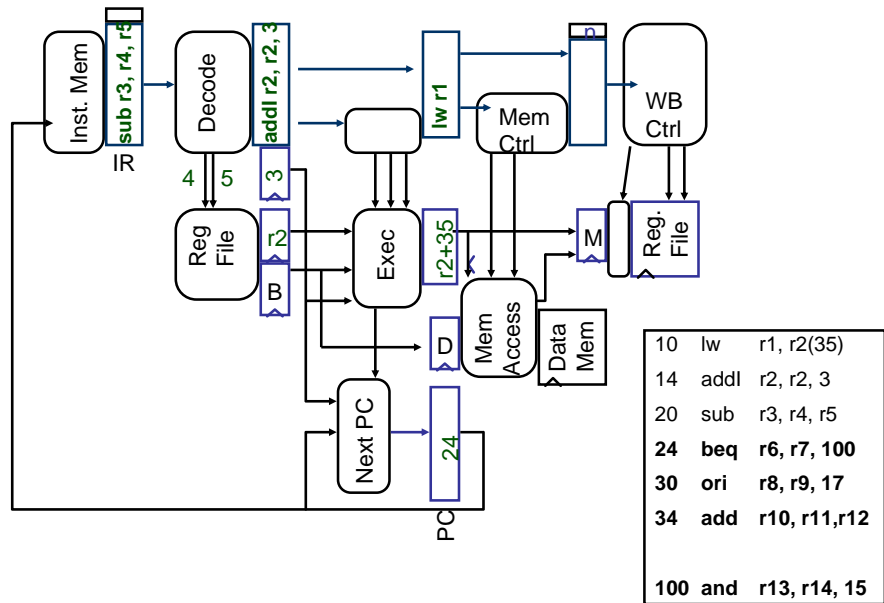 Inst. Mem
sub r3, r4, r5
IR
Decode
addI r2, r2, 3
lw r1
Mem
Ctrl
n
WB
Ctrl
4
5
3
Reg
File
r2
B
Exec
r2+35
M
Reg.
File
D
Mem
Access
Data
Mem
Next PC
24
PC
10 lw r1, r2(35)
14 addI r2, r2, 3
20 sub r3, r4, r5
24 beq r6, r7, 100
30 ori r8, r9, 17
34 add r10, r11,r12
100 and r13, r14, 15